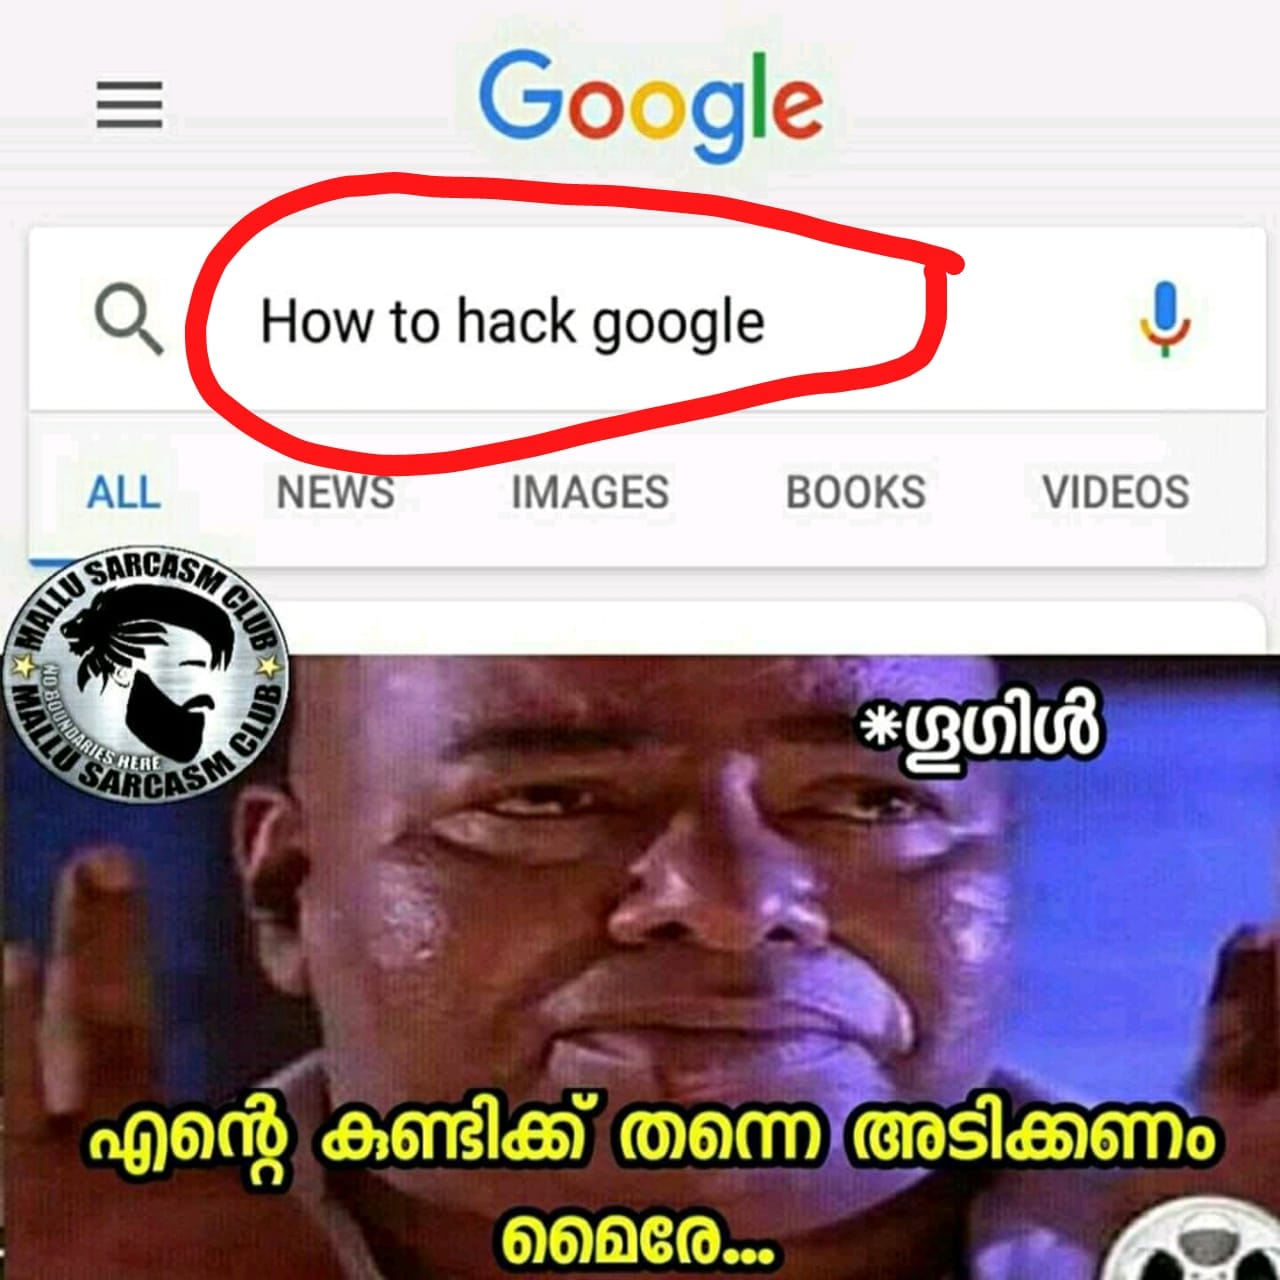 Google
How to hack google
ALL NEWS IMAGES BOOKS VIDEOS
MALLU SARCASM CLUB
NO BOUNDARIES HERE
MALLU SARCASM CLUB
*ഗൂഗിൾ
എന്റെ കുണ്ടിക്ക് തന്നെ അടിക്കണം
മൈരേ...